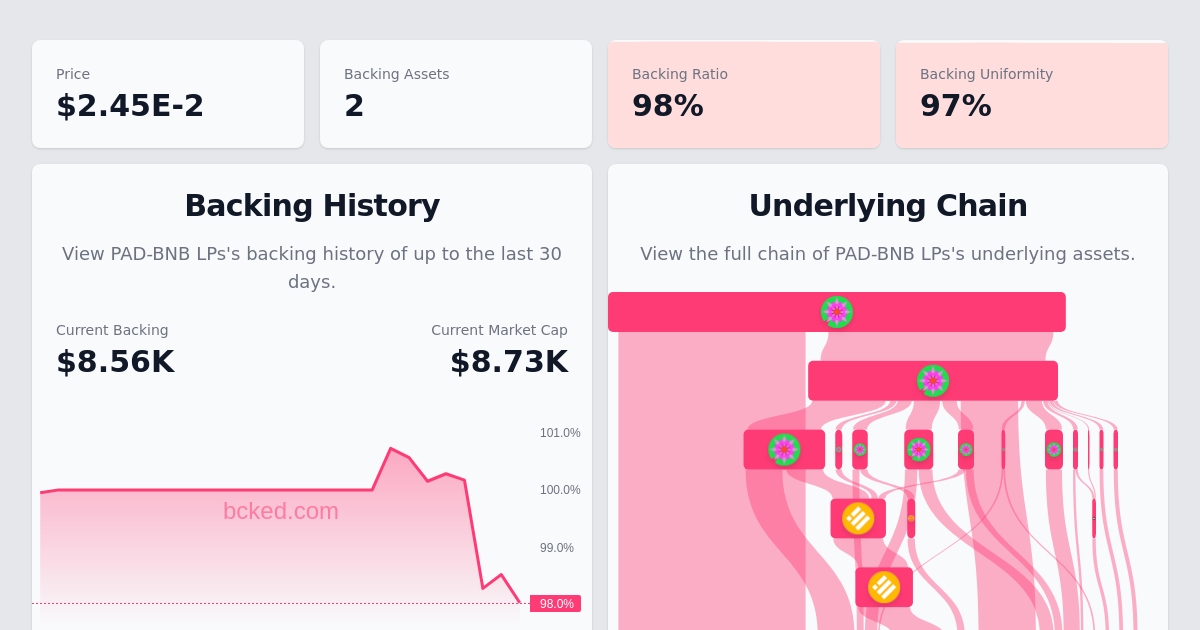 Price
$2.45E-2
Backing Assets
2
Backing Ratio
98%
Backing Uniformity
97%
Backing History
View PAD-BNB LPs's backing history of up to the last 30
days.
Current Backing
$8.56K
Current Market Cap
$8.73K
101.0%
100.0%
99.0%
98.0%
bcked.com
Underlying Chain
View the full chain of PAD-BNB LPs's underlying assets.